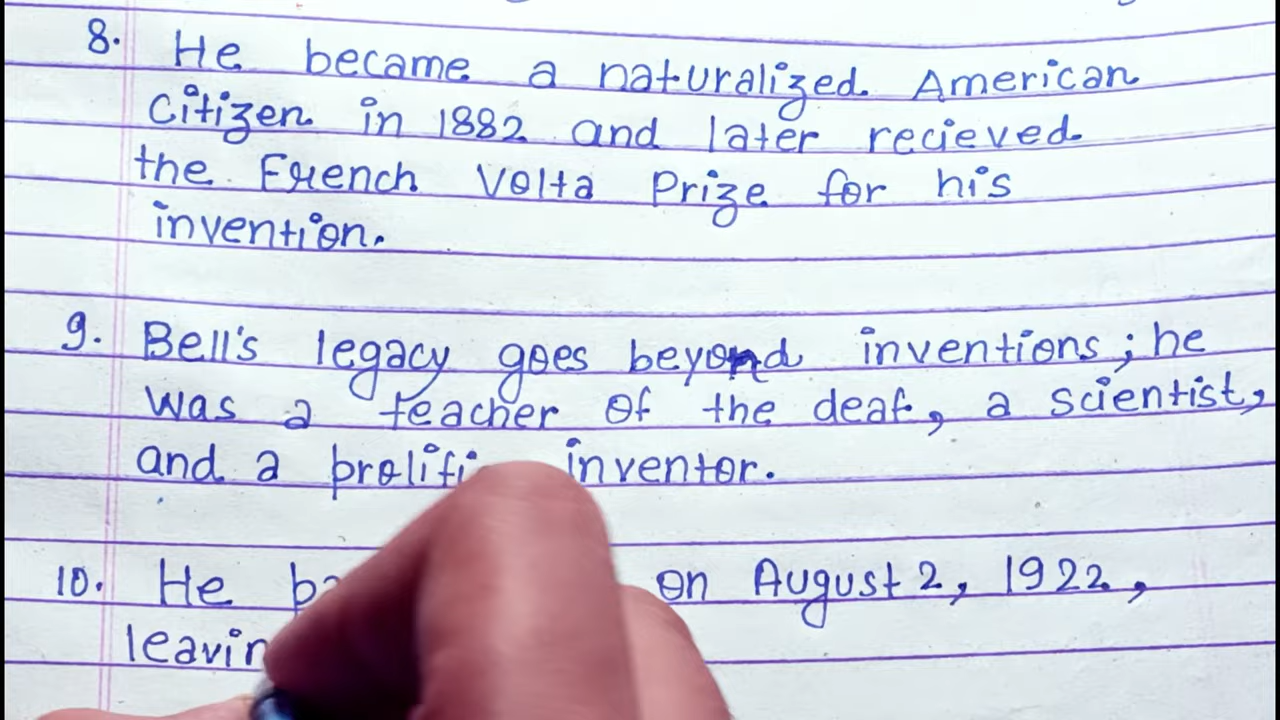 8. He became a naturalized American
Citizen in 1882 and later recieved
the French Volta Prize for his
invention.
9. Bell's legacy goes beyond inventions; he
was a teacher of the deaf, a scientist,
and a inventor.
10. He on August 2, 1922,